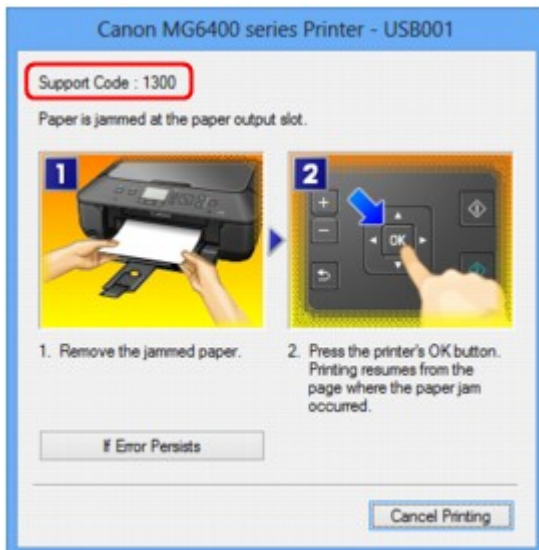 Canon MG6400 series Printer - USB001
Support Code : 1300
Paper is jammed at the paper output slot.
1
2
+
−
OK
1. Remove the jammed paper.
2. Press the printer's OK button.
Printing resumes from the
page where the paper jam
occurred.
If Error Persists
Cancel Printing